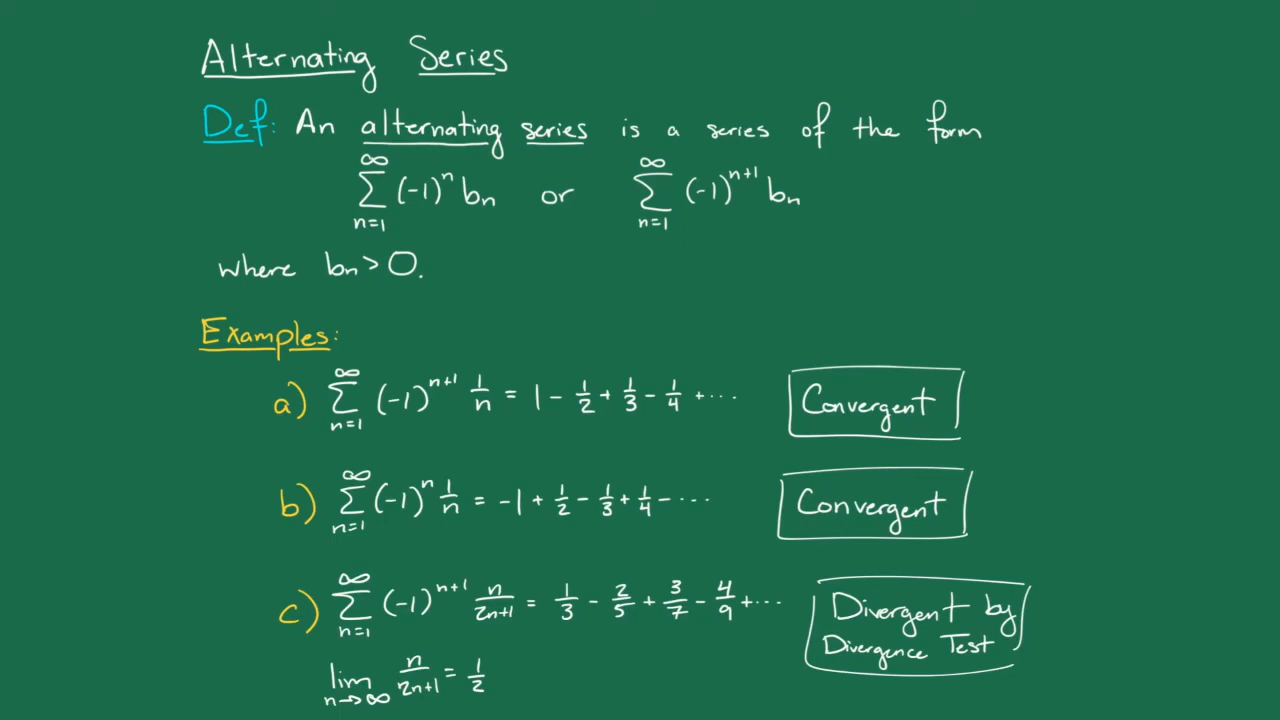 Alternating Series
Def: An alternating series is a series of the form
∞∑n=1 (-1)^n bn or ∞∑n=1 (-1)^(n+1) bn
where bn > 0.
Examples:
a) ∞∑n=1 (-1)^(n+1) 1/n = 1 - 1/2 + 1/3 - 1/4 + ··· Convergent
b) ∞∑n=1 (-1)^n 1/n = -1 + 1/2 - 1/3 + 1/4 - ··· Convergent
c) ∞∑n=1 (-1)^(n+1) n/(2n+1) = 1/3 - 2/5 + 3/7 - 4/9 + ··· Divergent by
Divergence Test
lim n→∞ n/(2n+1) = 1/2